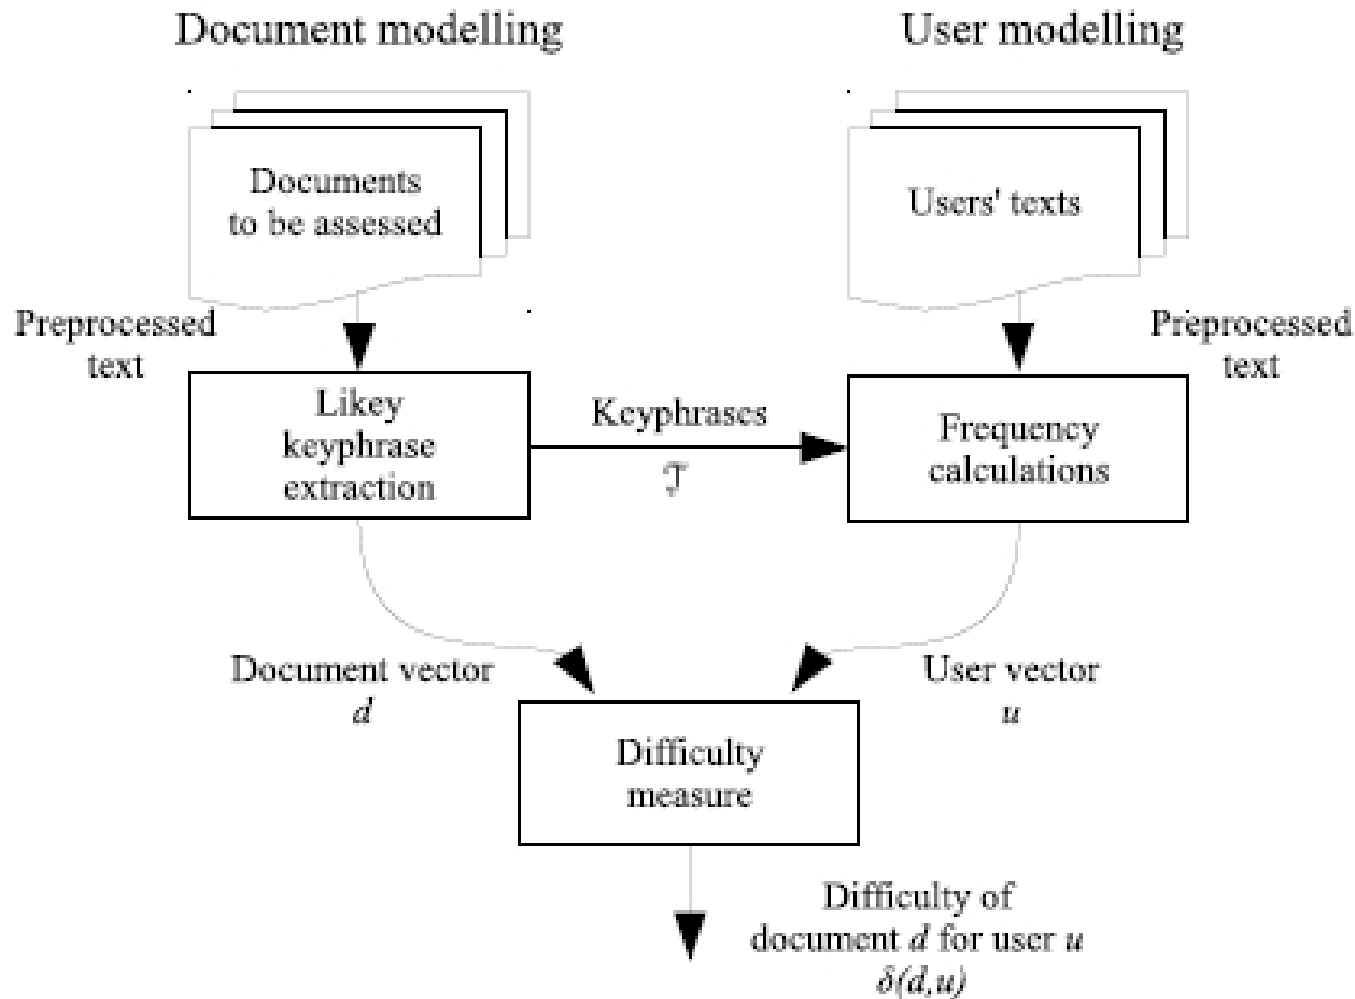 Document modelling
User modelling
Documents
to be assessed
Users' texts
Preprocessed
text
Preprocessed
text
Likey
keyphrase
extraction
Keyphrases
𝒯
Frequency
calculations
Document vector
d
User vector
u
Difficulty
measure
Difficulty of
document d for user u
δ(d,u)